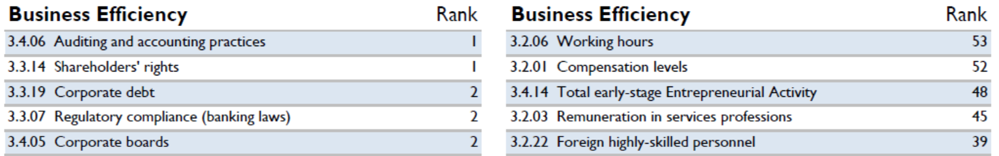 Business Efficiency Rank
3.4.06 Auditing and accounting practices 1
3.3.14 Shareholders' rights 1
3.3.19 Corporate debt 2
3.3.07 Regulatory compliance (banking laws) 2
3.4.05 Corporate boards 2
Business Efficiency Rank
3.2.06 Working hours 53
3.2.01 Compensation levels 52
3.4.14 Total early-stage Entrepreneurial Activity 48
3.2.03 Remuneration in services professions 45
3.2.22 Foreign highly-skilled personnel 39